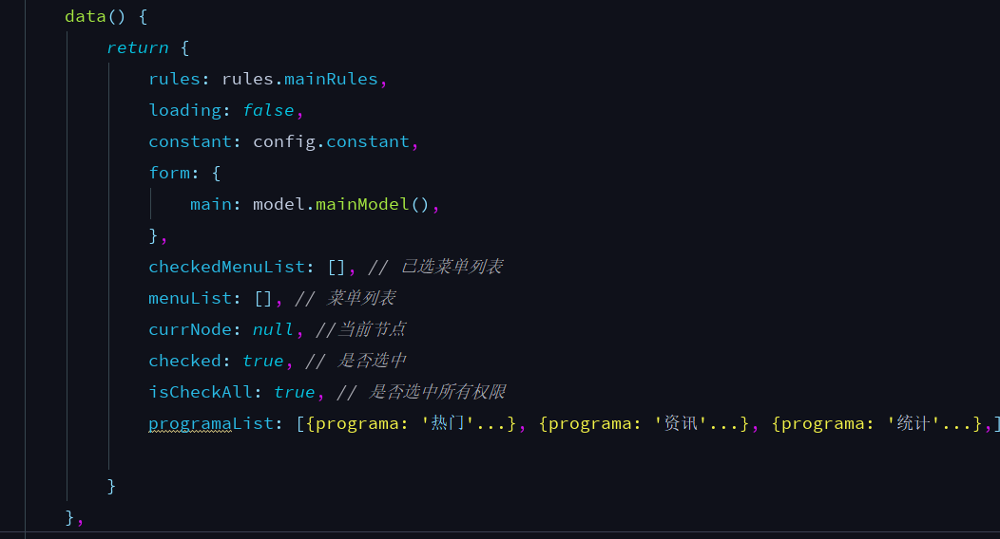 data() {
return {
rules: rules.mainRules,
loading: false,
constant: config.constant,
form: {
main: model.mainModel(),
},
checkedMenuList: [], // 已选菜单列表
menuList: [], // 菜单列表
currNode: null, //当前节点
checked: true, // 是否选中
isCheckAll: true, // 是否选中所有权限
programaList: [{programa: '热门'...}, {programa: '资讯'...}, {programa: '统计'...},]
}
},